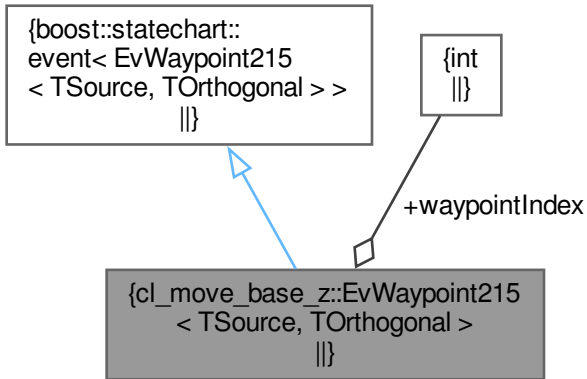 {boost::statechart::
event< EvWaypoint215
< TSource, TOrthogonal > >
||}
{int
||}
+waypointIndex
{cl_move_base_z::EvWaypoint215
< TSource, TOrthogonal >
||}